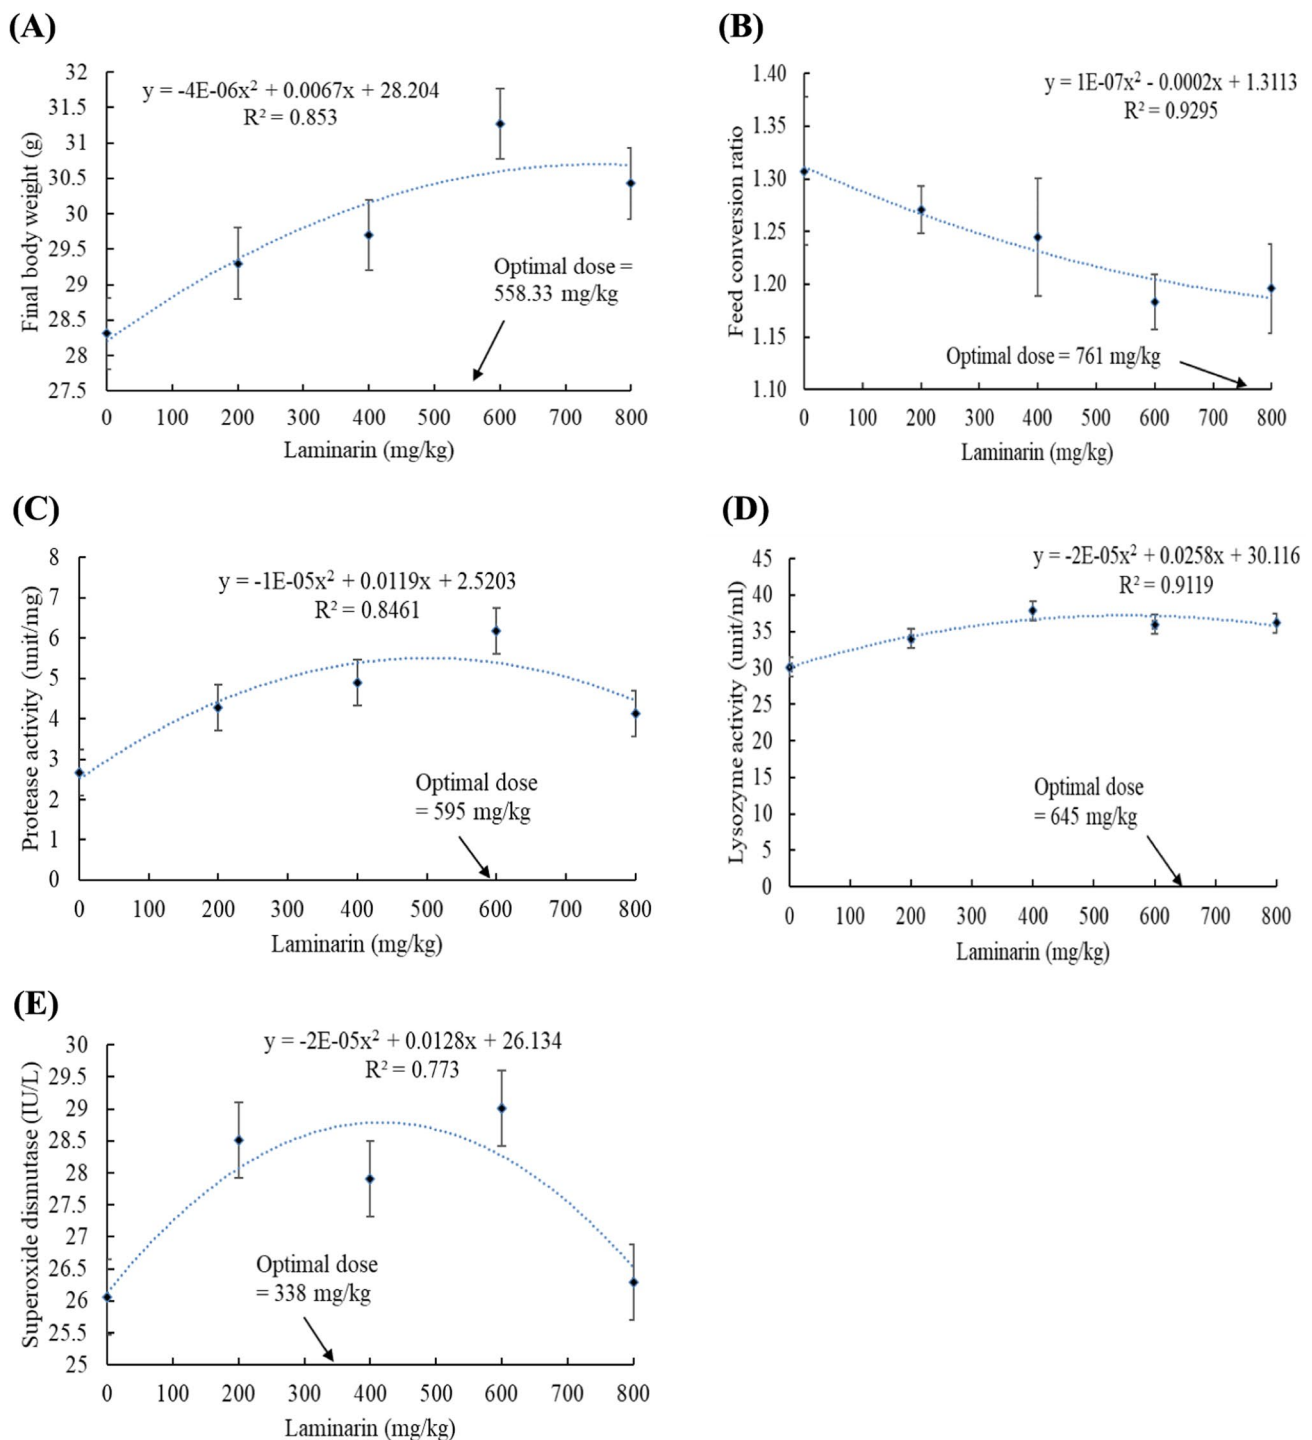 (A)
y = -4E-06x² + 0.0067x + 28.204
R² = 0.853
Final body weight (g)
32
31.5
31
30.5
30
29.5
29
28.5
28
27.5
Optimal dose =
558.33 mg/kg
0 100 200 300 400 500 600 700 800
Laminarin (mg/kg)
(B)
y = 1E-07x² - 0.0002x + 1.3113
R² = 0.9295
Feed conversion ratio
1.40
1.35
1.30
1.25
1.20
1.15
1.10
Optimal dose = 761 mg/kg
0 100 200 300 400 500 600 700 800
Laminarin (mg/kg)
(C)
y = -1E-05x² + 0.0119x + 2.5203
R² = 0.8461
Protease activity (unit/mg)
8
7
6
5
4
3
2
1
0
Optimal dose
= 595 mg/kg
0 100 200 300 400 500 600 700 800
Laminarin (mg/kg)
(D)
y = -2E-05x² + 0.0258x + 30.116
R² = 0.9119
Lysozyme activity (unit/ml)
45
40
35
30
25
20
15
10
5
0
Optimal dose
= 645 mg/kg
0 100 200 300 400 500 600 700 800
Laminarin (mg/kg)
(E)
y = -2E-05x² + 0.0128x + 26.134
R² = 0.773
Superoxide dismutase (IU/L)
30
29.5
29
28.5
28
27.5
27
26.5
26
25.5
25
Optimal dose
= 338 mg/kg
0 100 200 300 400 500 600 700 800
Laminarin (mg/kg)